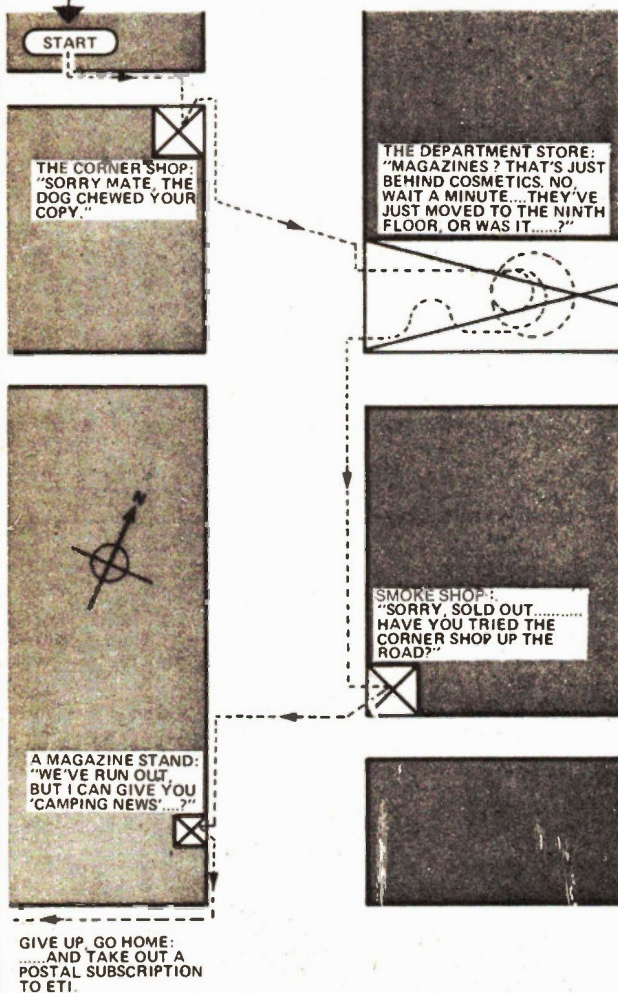 START
THE CORNER SHOP:
"SORRY MATE, THE
DOG CHEWED YOUR
COPY."
THE DEPARTMENT STORE:
"MAGAZINES? THAT'S JUST
BEHIND COSMETICS. NO,
WAIT A MINUTE....THEY'VE
JUST MOVED TO THE NINTH
FLOOR, OR WAS IT......?"
N
SMOKE SHOP:
"SORRY, SOLD OUT..........
HAVE YOU TRIED THE
CORNER SHOP UP THE
ROAD?"
A MAGAZINE STAND:
"WE'VE RUN OUT,
BUT I CAN GIVE YOU
'CAMPING NEWS'....?"
GIVE UP, GO HOME:
......AND TAKE OUT A
POSTAL SUBSCRIPTION
TO ETI.